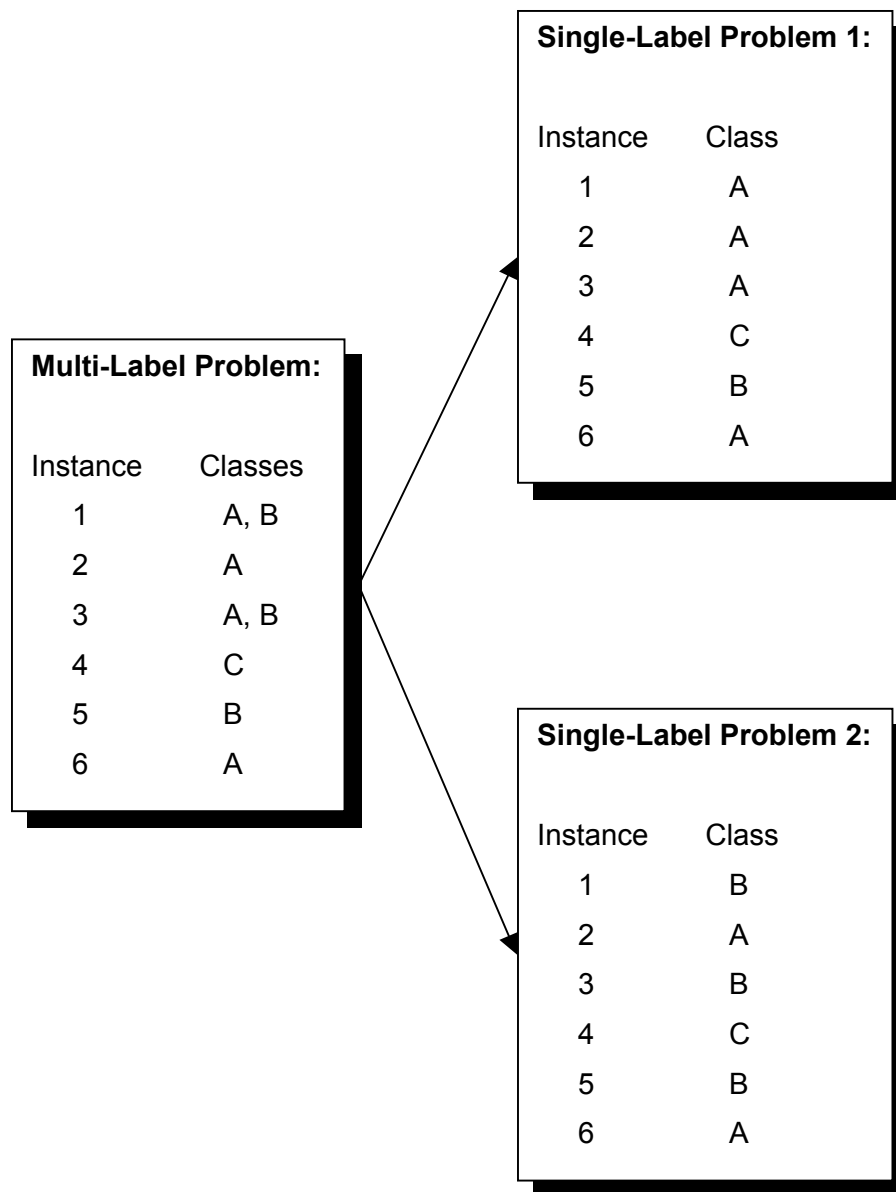 Multi-Label Problem:
Instance Classes
1 A, B
2 A
3 A, B
4 C
5 B
6 A
Single-Label Problem 1:
Instance Class
1 A
2 A
3 A
4 C
5 B
6 A
Single-Label Problem 2:
Instance Class
1 B
2 A
3 B
4 C
5 B
6 A